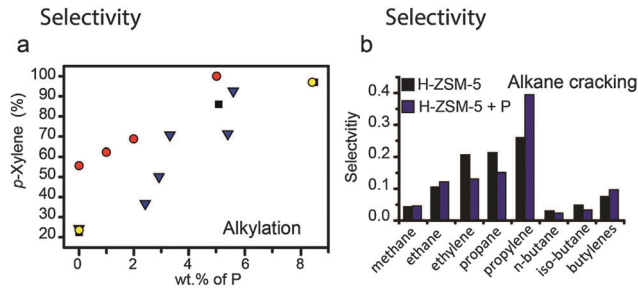 Selectivity
Selectivity
a
b
p-Xylene (%)
100
90
80
70
60
50
40
30
20
0
2
4
6
8
wt.% of P
Alkylation
Selectvitiy
0.4
0.3
0.2
0.1
0.0
H-ZSM-5
H-ZSM-5 + P
Alkane cracking
methane
ethane
ethylene
propane
propylene
n-butane
iso-butane
butylenes